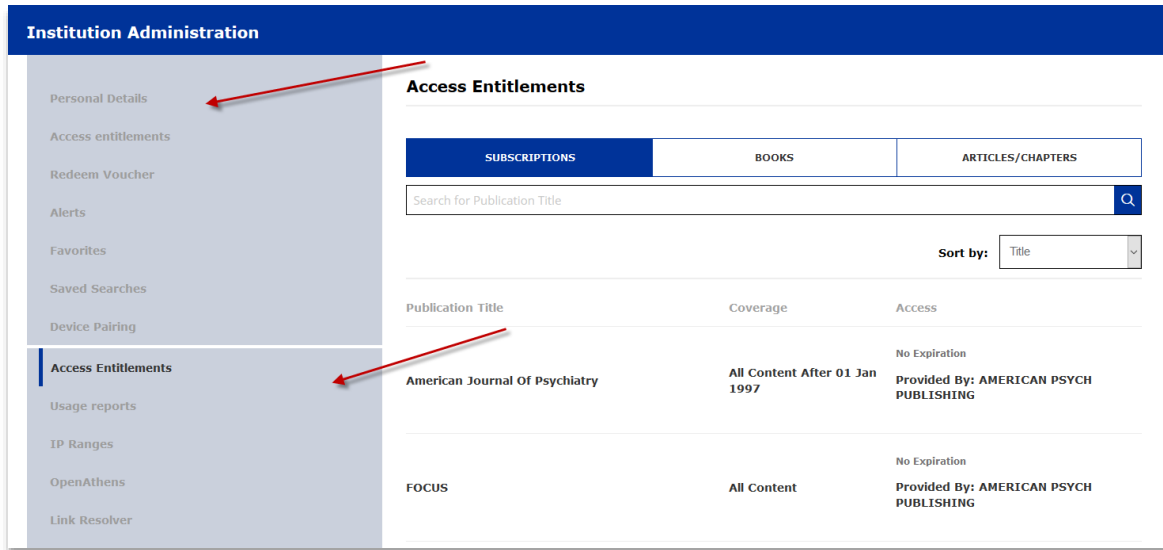 Institution Administration
Personal Details
Access entitlements
Redeem Voucher
Alerts
Favorites
Saved Searches
Device Pairing
Access Entitlements
Usage reports
IP Ranges
OpenAthens
Link Resolver
Access Entitlements
SUBSCRIPTIONS BOOKS ARTICLES/CHAPTERS
Search for Publication Title
Sort by: Title
Publication Title Coverage Access
No Expiration
American Journal Of Psychiatry All Content After 01 Jan Provided By: AMERICAN PSYCH
1997 PUBLISHING
No Expiration
FOCUS All Content Provided By: AMERICAN PSYCH
PUBLISHING